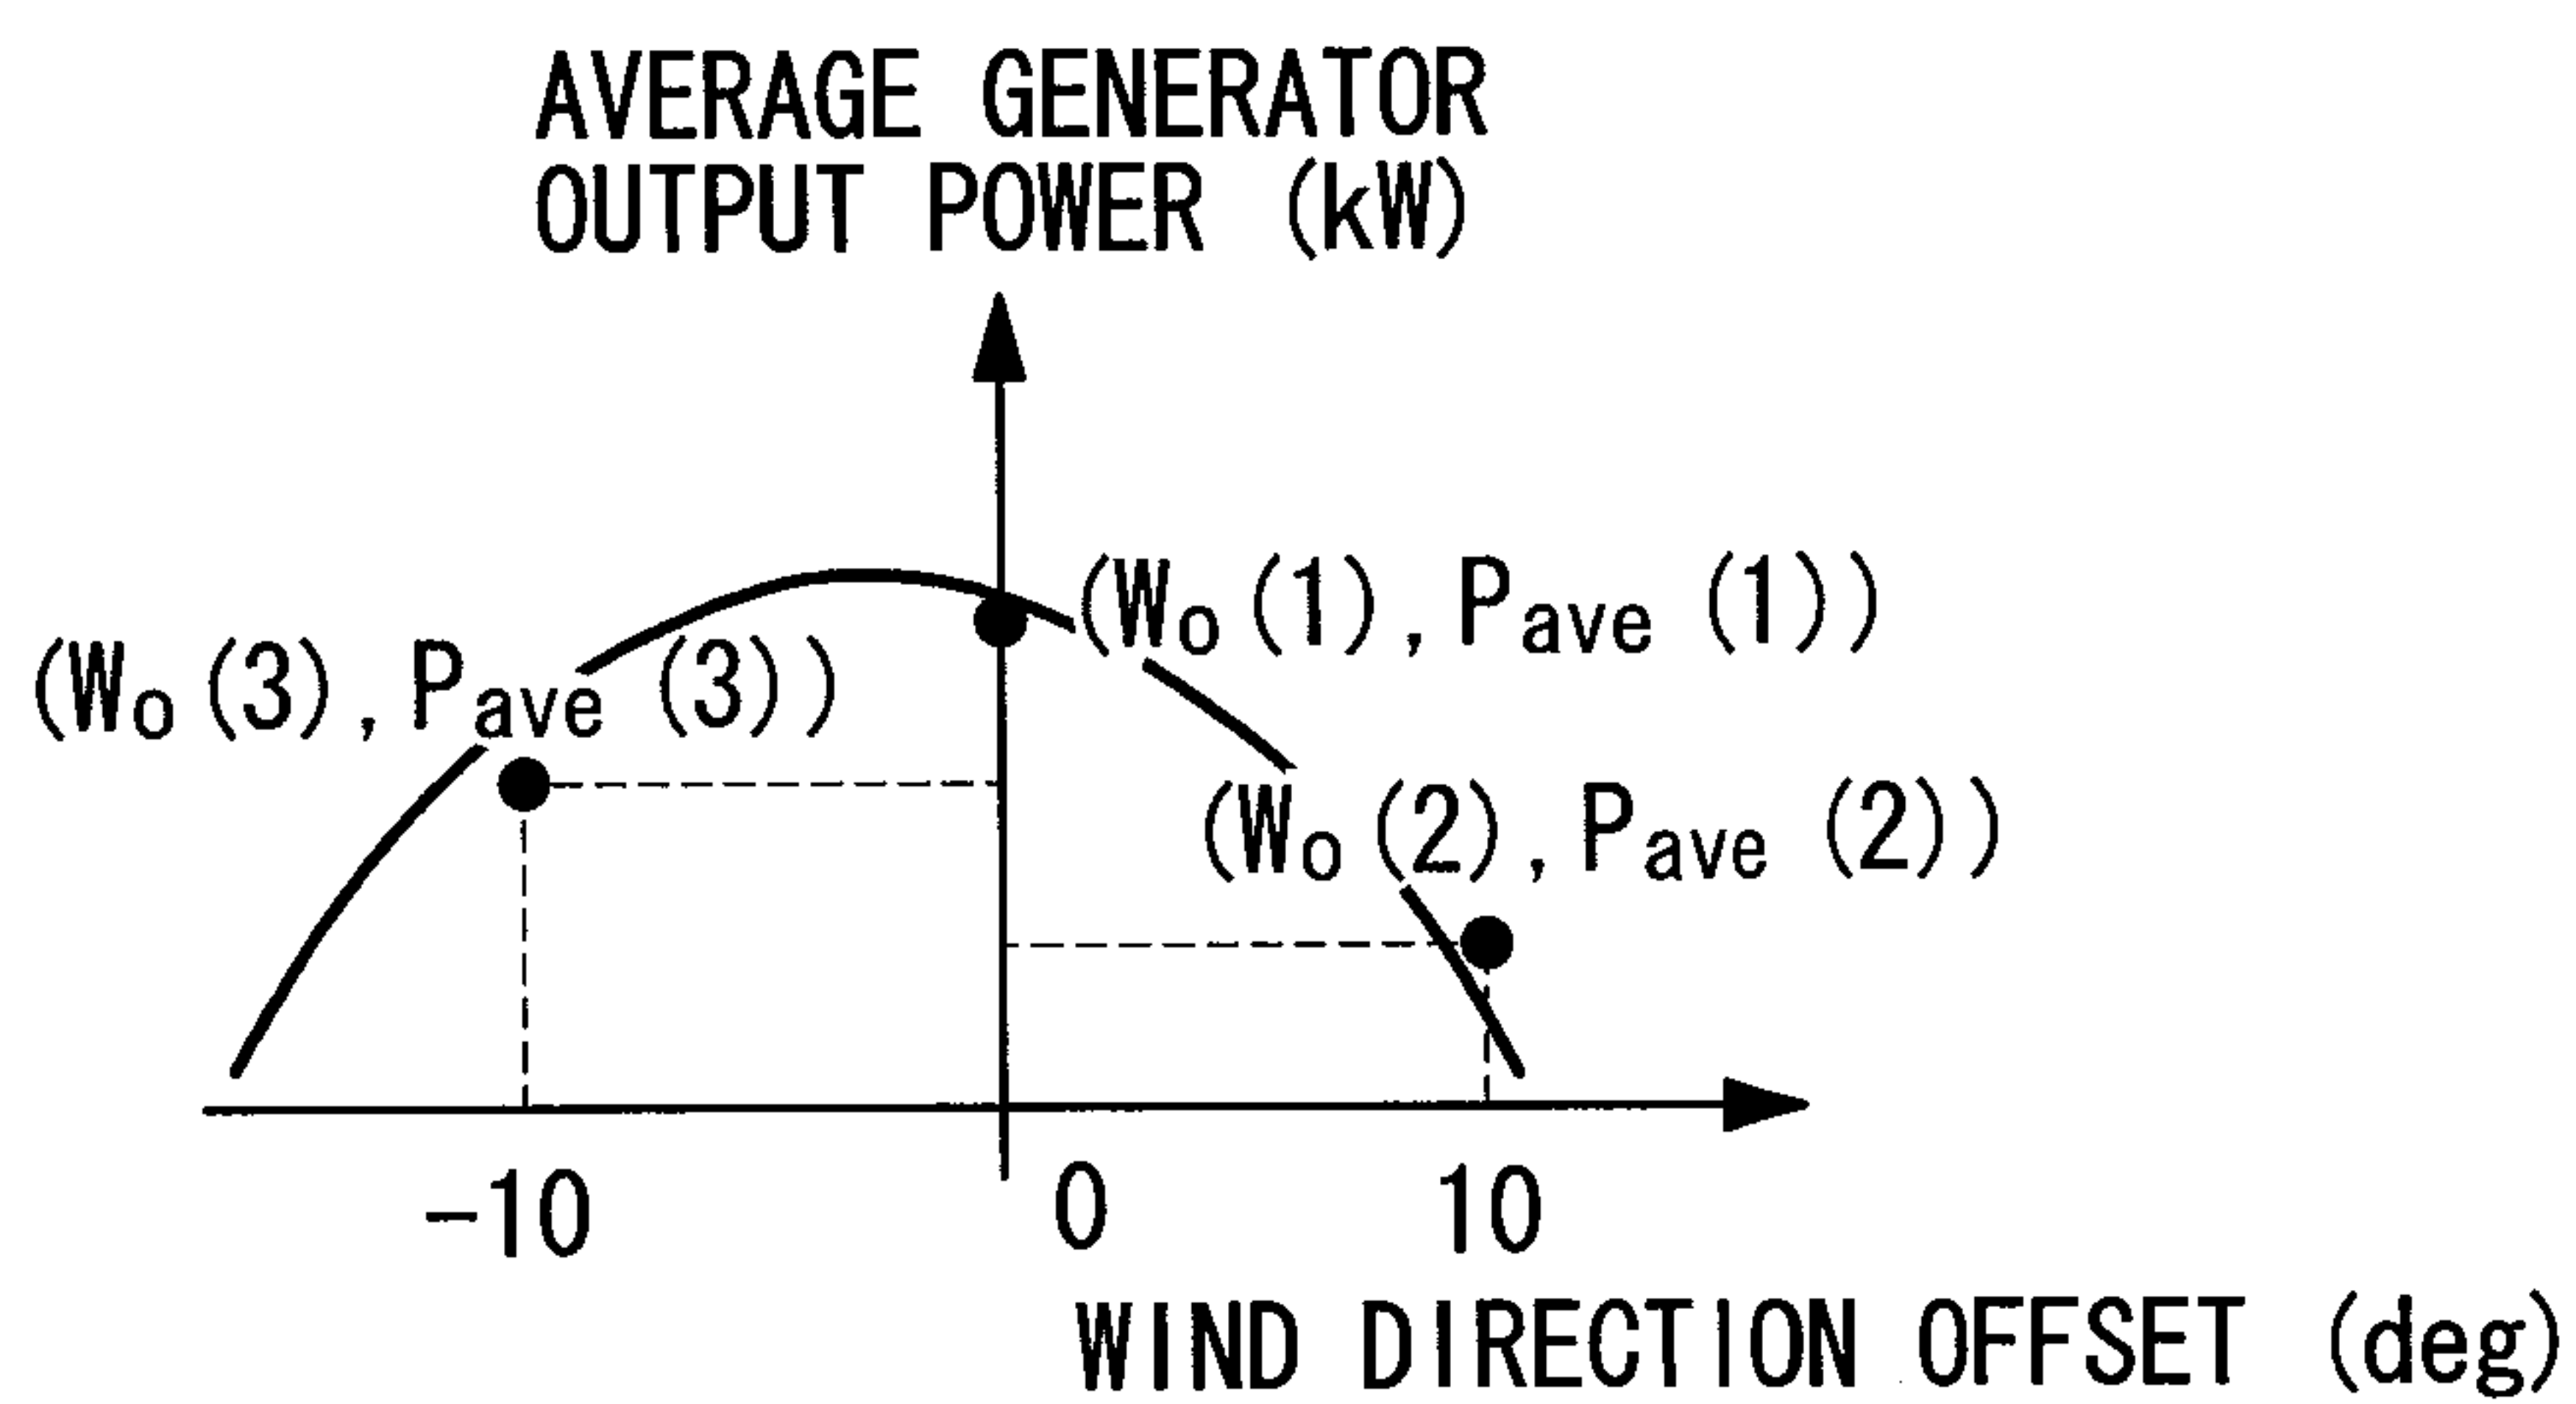 AVERAGE GENERATOR
OUTPUT POWER (kW)
(Wo(1), Pave(1))
(Wo(3), Pave(3))
(Wo(2), Pave(2))
-10 0 10
WIND DIRECTION OFFSET (deg)